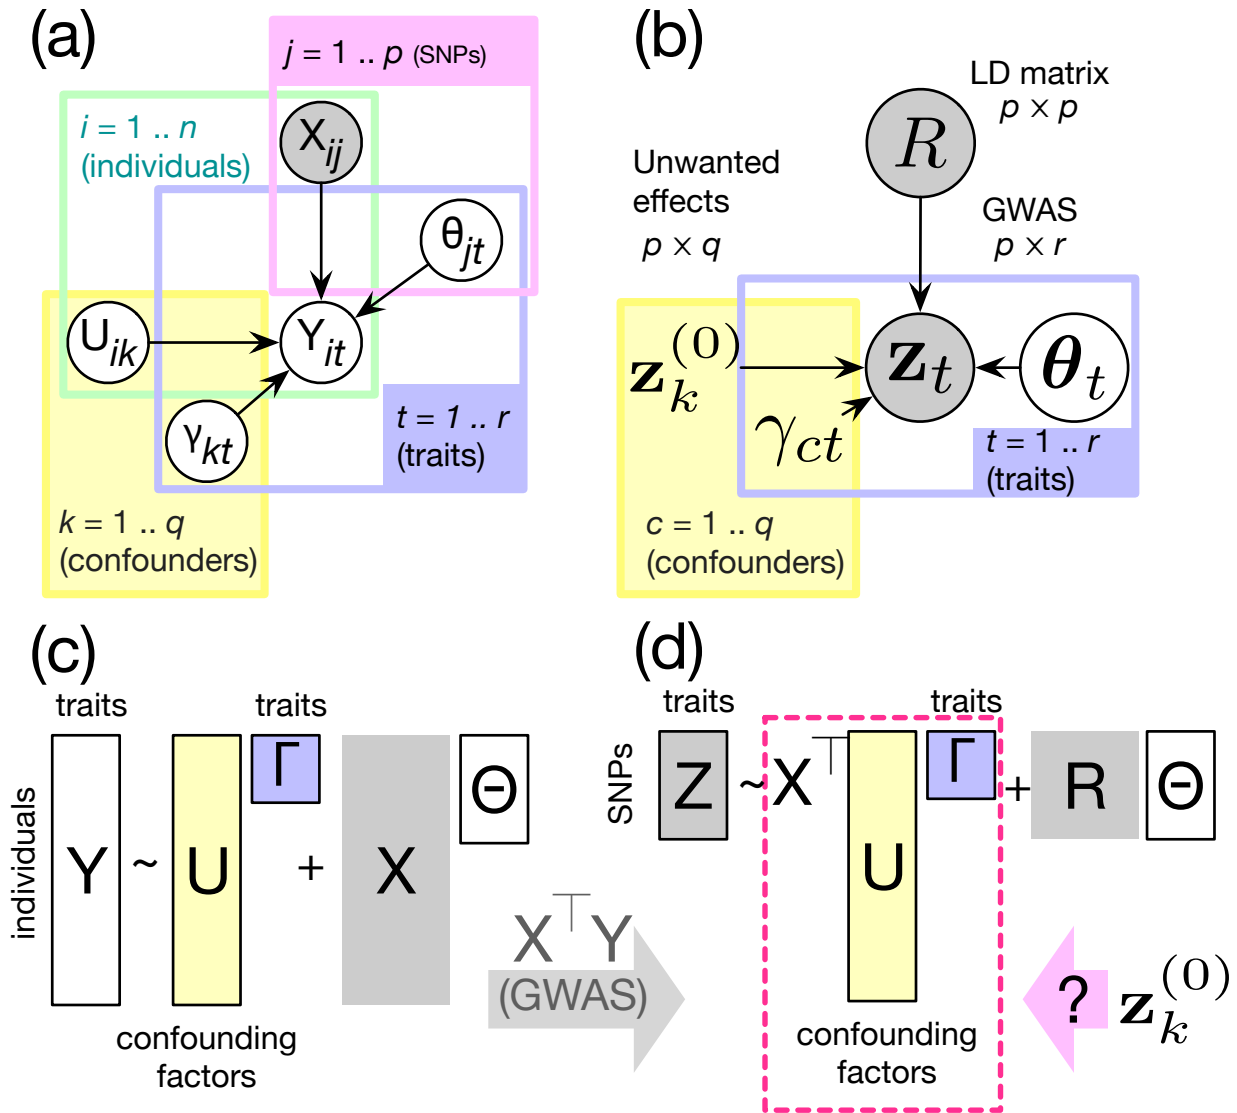 (a)
j = 1 .. p (SNPs)
i = 1 .. n
(individuals)
X_ij
θ_jt
U_ik
Y_it
γ_kt
t = 1 .. r
(traits)
k = 1 .. q
(confounders)
(b)
LD matrix
p × p
R
Unwanted
effects
p × q
GWAS
p × r
z_k^(0)
z_t
θ_t
γ_ct
t = 1 .. r
(traits)
c = 1 .. q
(confounders)
(c)
traits
traits
individuals
Y ~ U Γ + X Θ
confounding
factors
X^⊤Y
(GWAS)
(d)
traits
traits
SNPs
Z ~ X^⊤ U Γ + R Θ
confounding
factors
? z_k^(0)